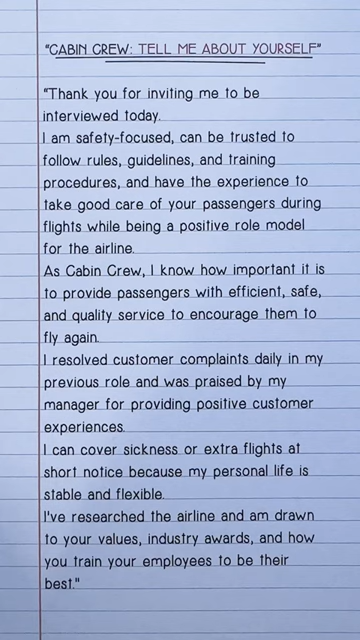 "CABIN CREW: TELL ME ABOUT YOURSELF"
"Thank you for inviting me to be
interviewed today.
I am safety-focused, can be trusted to
follow rules, guidelines, and training
procedures, and have the experience to
take good care of your passengers during
flights while being a positive role model
for the airline.
As Cabin Crew, I know how important it is
to provide passengers with efficient, safe,
and quality service to encourage them to
fly again.
I resolved customer complaints daily in my
previous role and was praised by my
manager for providing positive customer
experiences.
I can cover sickness or extra flights at
short notice because my personal life is
stable and flexible.
I've researched the airline and am drawn
to your values, industry awards, and how
you train your employees to be their
best."